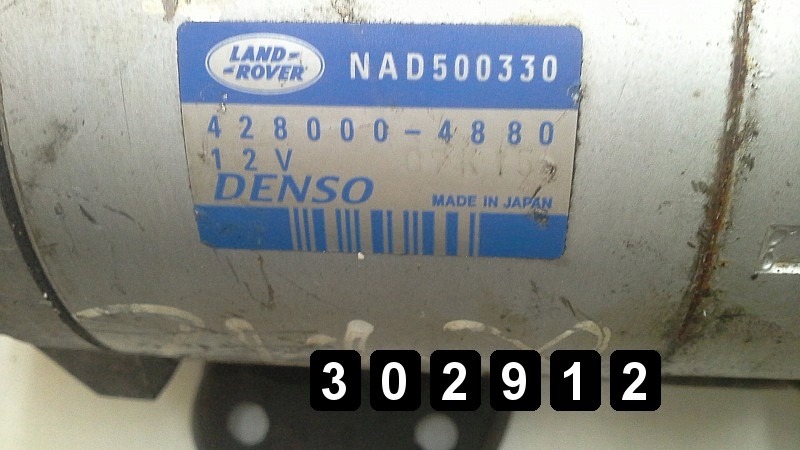 LAND-
-ROVER
NAD500330
428000-4880
12V
DENSO
MADE IN JAPAN
302912